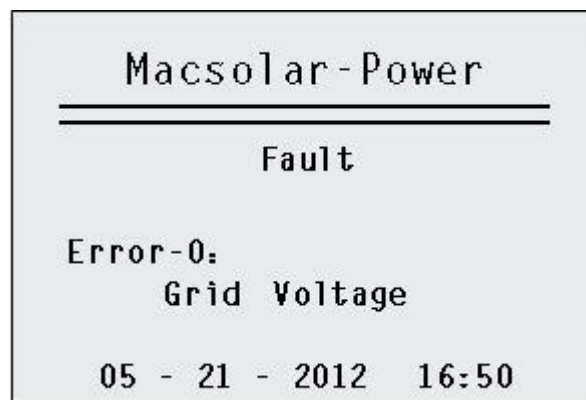 Macsolar-Power
Fault
Error-0:
Grid Voltage
05 - 21 - 2012 16:50